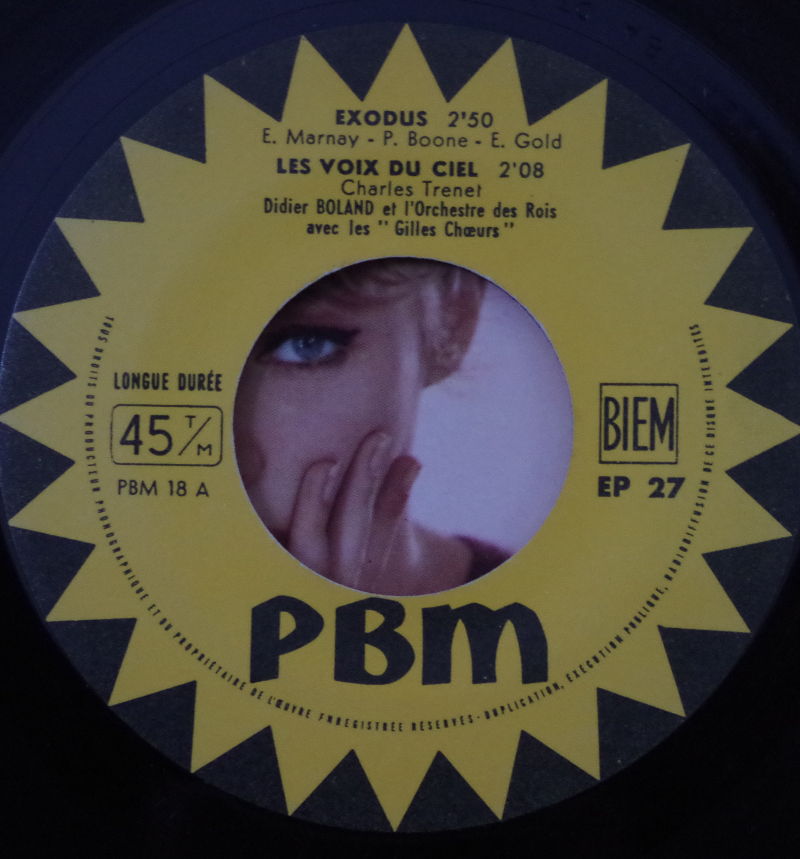 EXODUS 2'50
E. Marnay - P. Boone - E. Gold
LES VOIX DU CIEL 2'08
Charles Trenet
Didier BOLAND et l'Orchestre des Rois
avec les " Gilles Chœurs "
LONGUE DURÉE
45 T/M
PBM 18 A
BIEM
EP 27
PBM
TOUS DROITS DU PRODUCTEUR PHONOGRAPHIQUE ET DU PROPRIÉTAIRE DE L'ŒUVRE ENREGISTRÉE RÉSERVÉS - DUPLICATION, EXÉCUTION PUBLIQUE, RADIODIFFUSION DE CE DISQUE INTERDITES